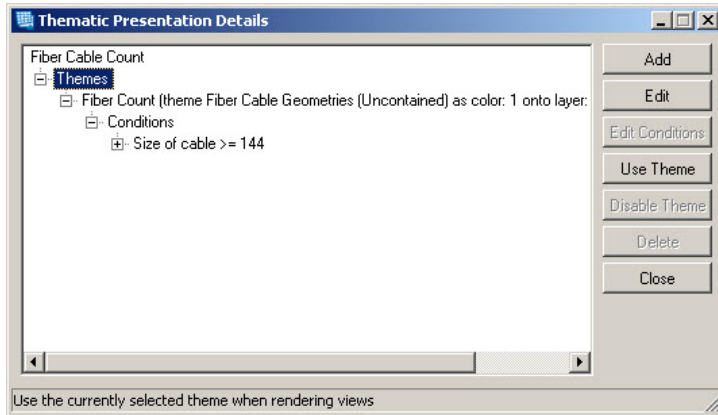 Thematic Presentation Details
Fiber Cable Count
Themes
Fiber Count (theme Fiber Cable Geometries (Uncontained) as color: 1 onto layer:
Conditions
Size of cable >= 144
Add
Edit
Edit Conditions
Use Theme
Disable Theme
Delete
Close
Use the currently selected theme when rendering views